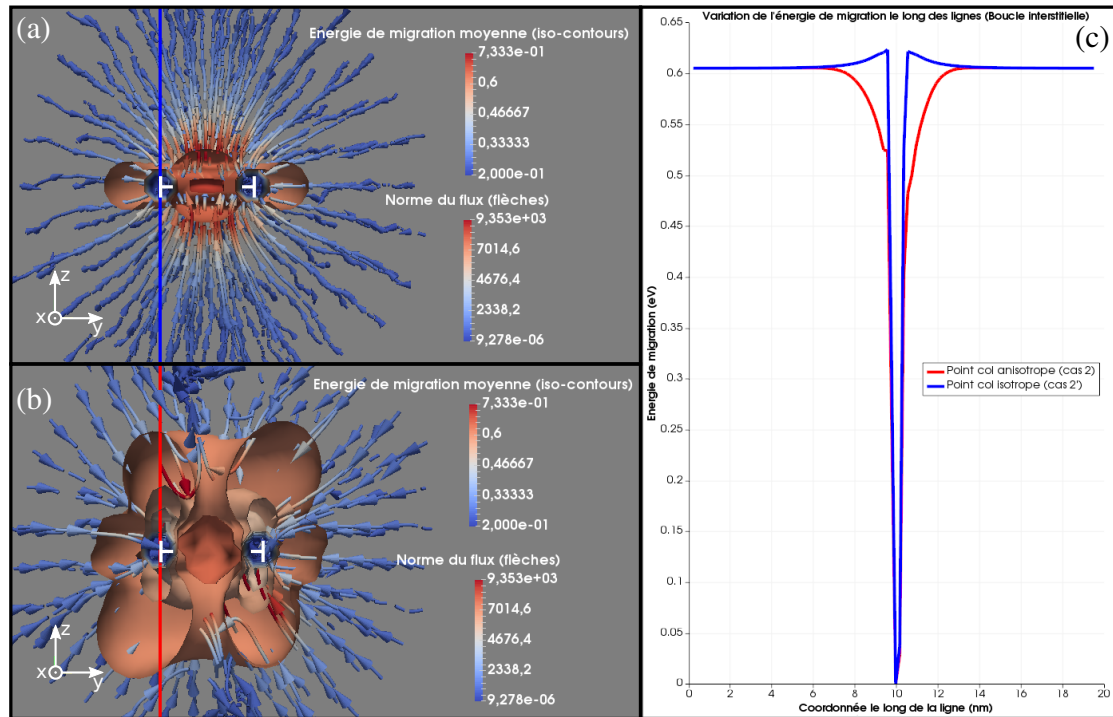 (a)
Energie de migration moyenne (iso-contours)
7,333e-01
0,6
0,46667
0,33333
2,000e-01
Norme du flux (flèches)
9,353e+03
7014,6
4676,4
2338,2
9,278e-06
z
x
y
(b)
Energie de migration moyenne (iso-contours)
7,333e-01
0,6
0,46667
0,33333
2,000e-01
Norme du flux (flèches)
9,353e+03
7014,6
4676,4
2338,2
9,278e-06
z
x
y
Variation de l'énergie de migration le long des lignes (Boucle interstitielle)
(c)
0.65
0.6
0.55
0.5
0.45
0.4
0.35
0.3
0.25
0.2
0.15
0.1
0.05
0
Energie de migration (eV)
Point col anisotrope (cas 2)
Point col isotrope (cas 2')
0 2 4 6 8 10 12 14 16 18 20
Coordonnée le long de la ligne (nm)